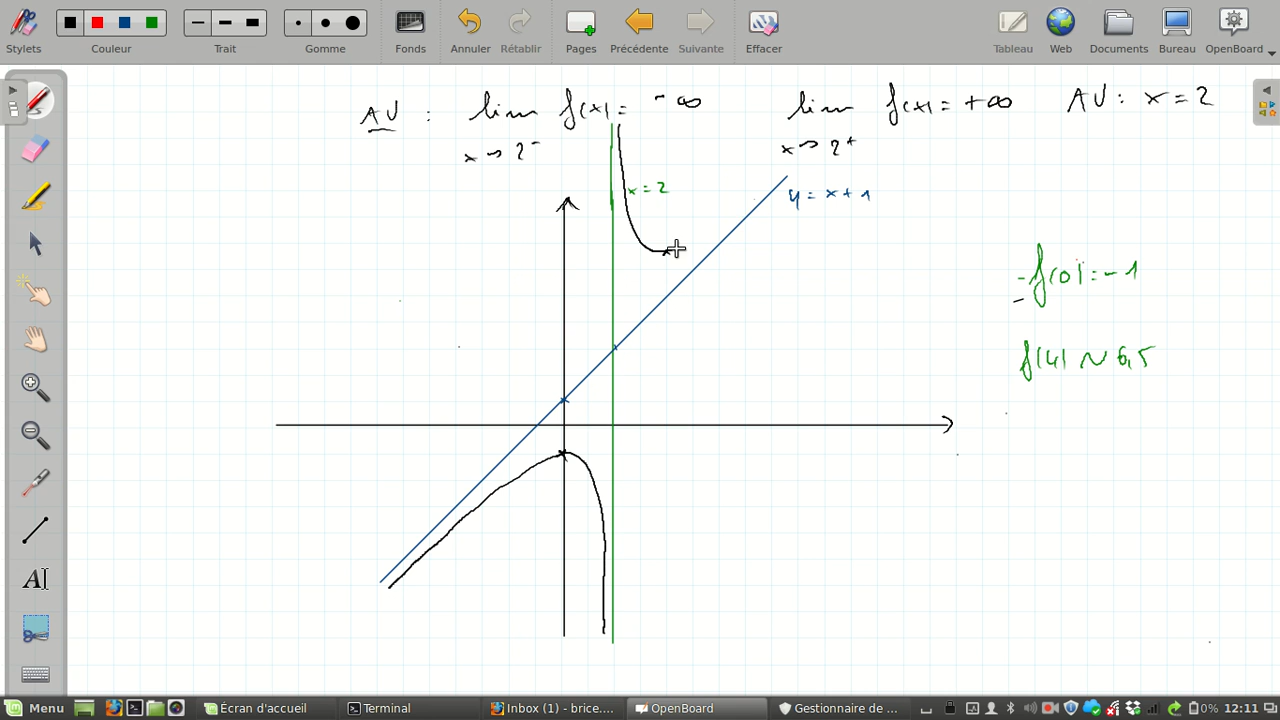 Stylets Couleur Trait Gomme Fonds Annuler Rétablir Pages Précédente Suivante Effacer Tableau Web Documents Bureau OpenBoard
AV : lim f(x) = -∞ lim f(x) = +∞ AV : x = 2
x → 2⁻ x → 2⁺
x = 2
y = x + 1
-f(0) = -1
f(4) ~ 6,5
Menu Écran d'accueil Terminal Inbox (1) - brice.... OpenBoard Gestionnaire de ... 0% 12:11